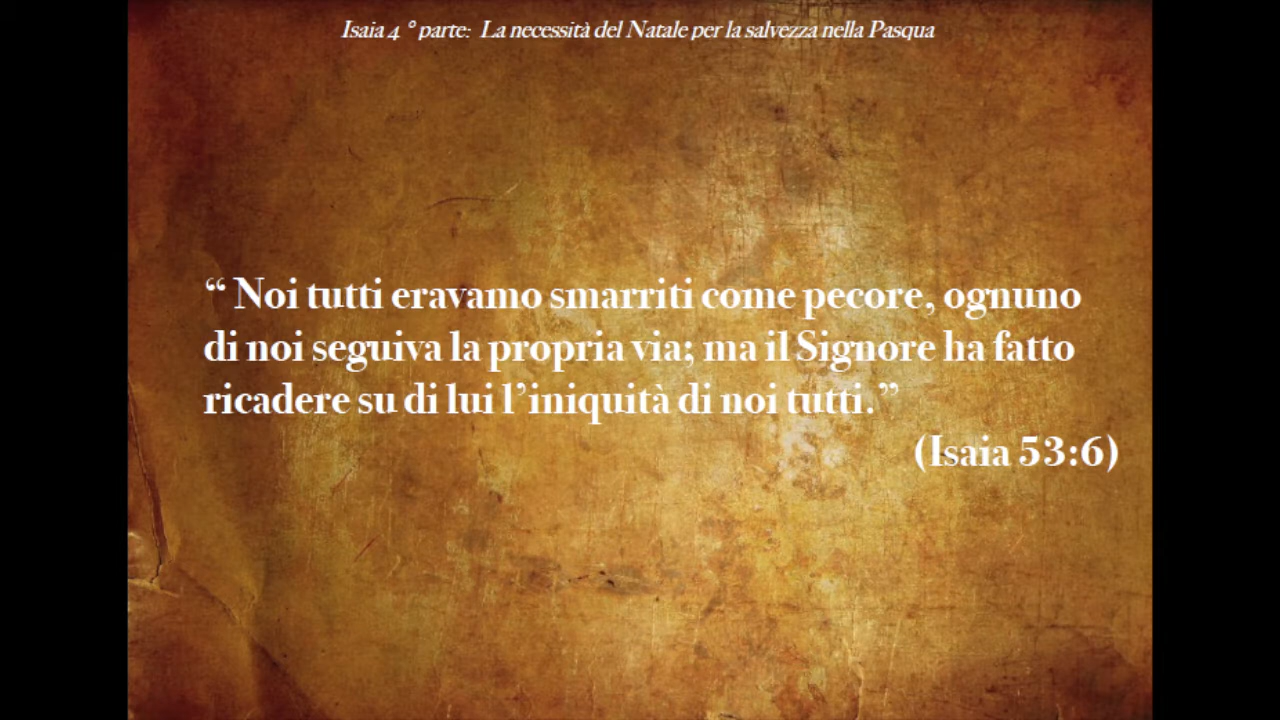 Isaia 4 ° parte: La necessità del Natale per la salvezza nella Pasqua
“ Noi tutti eravamo smarriti come pecore, ognuno
di noi seguiva la propria via; ma il Signore ha fatto
ricadere su di lui l’iniquità di noi tutti.”
(Isaia 53:6)